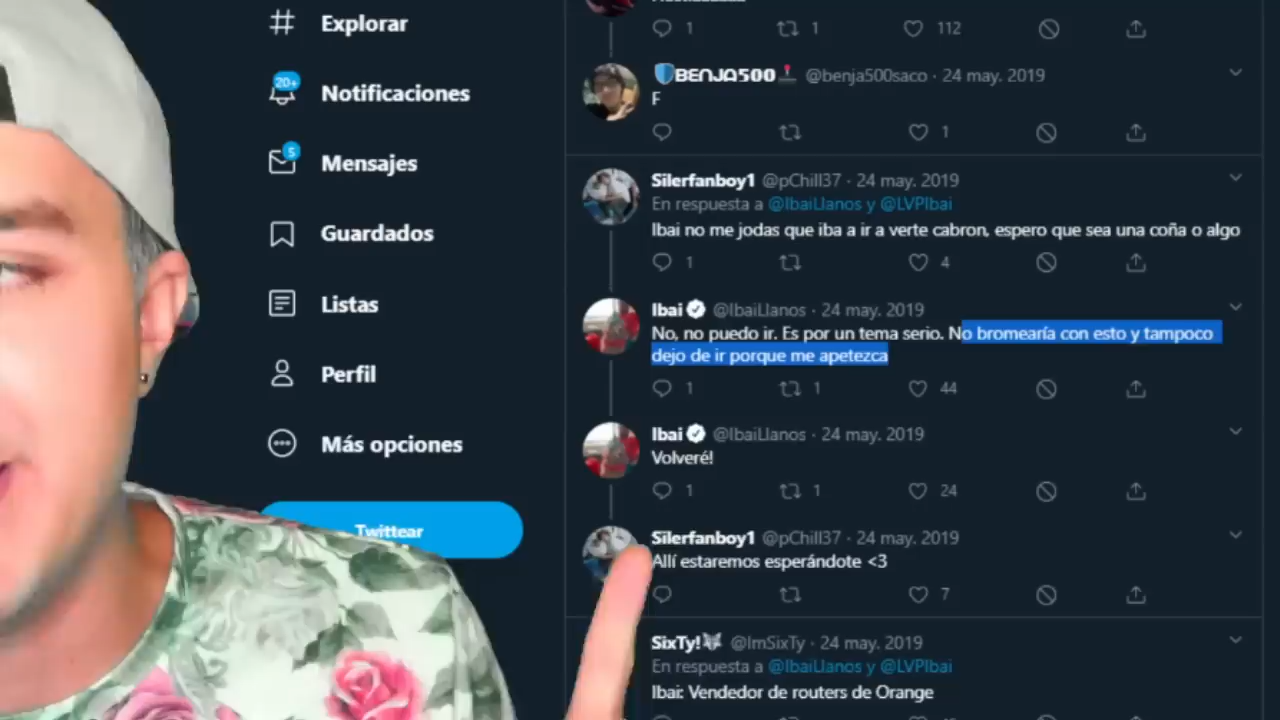 Explorar
20+
Notificaciones
5
Mensajes
Guardados
Listas
Perfil
Más opciones
Twittear
1 1 112
BENJA500 @benja500saco · 24 may. 2019
F
1
Silerfanboy1 @pChill37 · 24 may. 2019
En respuesta a @IbaiLlanos y @LVPIbai
Ibai no me jodas que iba a ir a verte cabron, espero que sea una coña o algo
1 4
Ibai @IbaiLlanos · 24 may. 2019
No, no puedo ir. Es por un tema serio. No bromearía con esto y tampoco
dejo de ir porque me apetezca
1 1 44
Ibai @IbaiLlanos · 24 may. 2019
Volveré!
1 1 24
Silerfanboy1 @pChill37 · 24 may. 2019
Allí estaremos esperándote <3
7
SixTy! @ImSixTy · 24 may. 2019
En respuesta a @IbaiLlanos y @LVPIbai
Ibai: Vendedor de routers de Orange